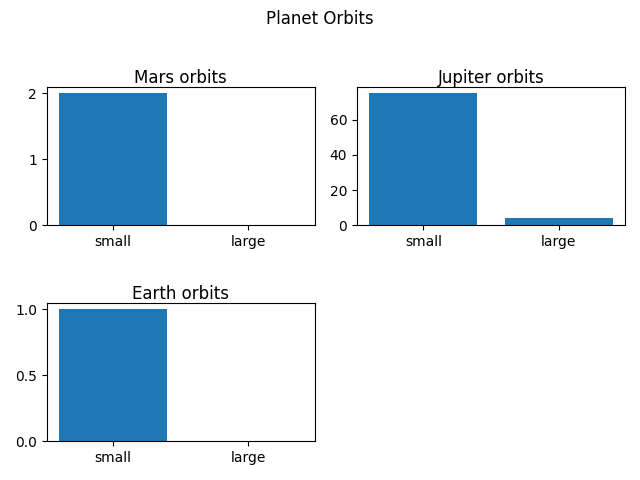 Planet Orbits
Mars orbits
2
1
0
small large
Jupiter orbits
60
40
20
0
small large
Earth orbits
1.0
0.5
0.0
small large